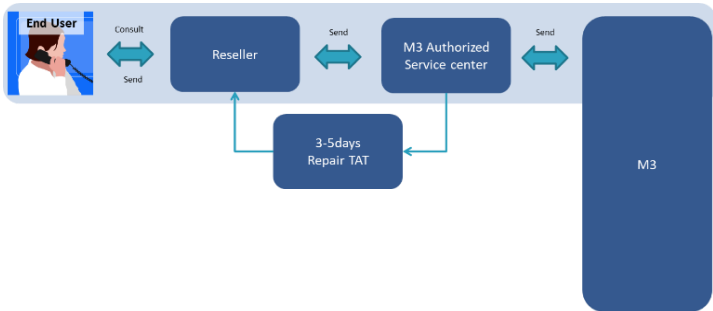 End User
Consult
Send
Reseller
Send
M3 Authorized
Service center
Send
3-5days
Repair TAT
M3